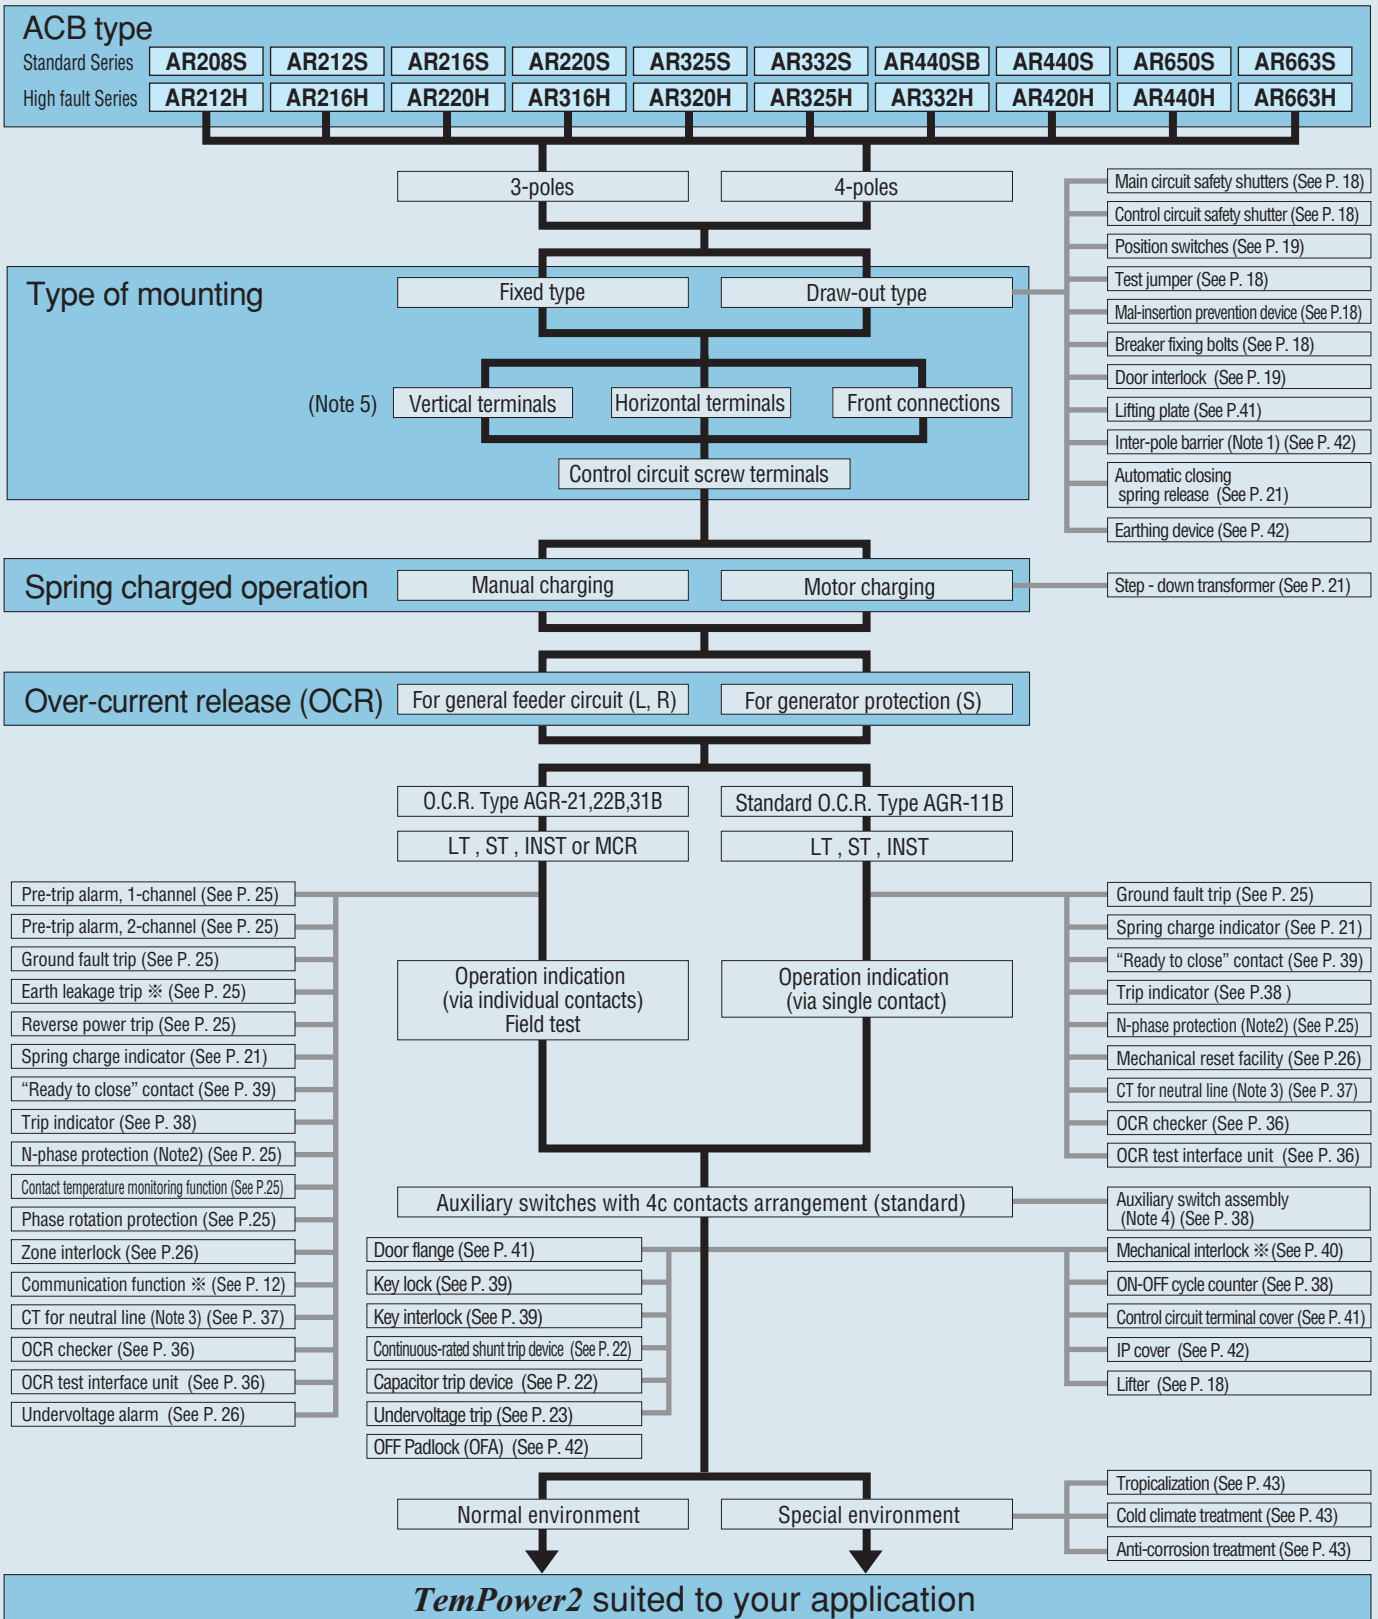 ACB type
Standard Series AR208S AR212S AR216S AR220S AR325S AR332S AR440SB AR440S AR650S AR663S
High fault Series AR212H AR216H AR220H AR316H AR320H AR325H AR332H AR420H AR440H AR663H
3-poles
4-poles
Main circuit safety shutters (See P. 18)
Control circuit safety shutter (See P. 18)
Position switches (See P. 19)
Test jumper (See P. 18)
Mal-insertion prevention device (See P.18)
Breaker fixing bolts (See P. 18)
Door interlock (See P. 19)
Lifting plate (See P.41)
Inter-pole barrier (Note 1) (See P. 42)
Automatic closing
spring release (See P. 21)
Earthing device (See P. 42)
Type of mounting
Fixed type
Draw-out type
(Note 5)
Vertical terminals
Horizontal terminals
Front connections
Control circuit screw terminals
Spring charged operation
Manual charging
Motor charging
Step - down transformer (See P. 21)
Over-current release (OCR)
For general feeder circuit (L, R)
For generator protection (S)
O.C.R. Type AGR-21,22B,31B
Standard O.C.R. Type AGR-11B
LT , ST , INST or MCR
LT , ST , INST
Pre-trip alarm, 1-channel (See P. 25)
Pre-trip alarm, 2-channel (See P. 25)
Ground fault trip (See P. 25)
Earth leakage trip ※ (See P. 25)
Reverse power trip (See P. 25)
Spring charge indicator (See P. 21)
“Ready to close” contact (See P. 39)
Trip indicator (See P. 38)
N-phase protection (Note2) (See P. 25)
Contact temperature monitoring function (See P.25)
Phase rotation protection (See P.25)
Zone interlock (See P.26)
Communication function ※ (See P. 12)
CT for neutral line (Note 3) (See P. 37)
OCR checker (See P. 36)
OCR test interface unit (See P. 36)
Undervoltage alarm (See P. 26)
Operation indication
(via individual contacts)
Field test
Operation indication
(via single contact)
Ground fault trip (See P. 25)
Spring charge indicator (See P. 21)
“Ready to close” contact (See P. 39)
Trip indicator (See P.38 )
N-phase protection (Note2) (See P.25)
Mechanical reset facility (See P.26)
CT for neutral line (Note 3) (See P. 37)
OCR checker (See P. 36)
OCR test interface unit (See P. 36)
Auxiliary switches with 4c contacts arrangement (standard)
Auxiliary switch assembly
(Note 4) (See P. 38)
Door flange (See P. 41)
Key lock (See P. 39)
Key interlock (See P. 39)
Continuous-rated shunt trip device (See P. 22)
Capacitor trip device (See P. 22)
Undervoltage trip (See P. 23)
OFF Padlock (OFA) (See P. 42)
Mechanical interlock ※ (See P. 40)
ON-OFF cycle counter (See P. 38)
Control circuit terminal cover (See P. 41)
IP cover (See P. 42)
Lifter (See P. 18)
Normal environment
Special environment
Tropicalization (See P. 43)
Cold climate treatment (See P. 43)
Anti-corrosion treatment (See P. 43)
TemPower2 suited to your application